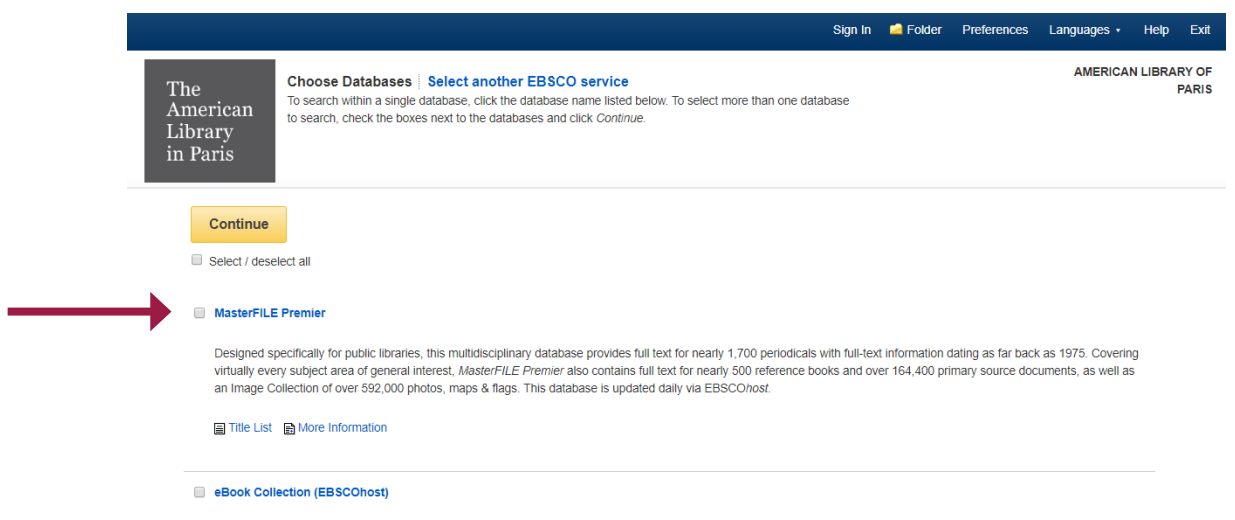 Sign In Folder Preferences Languages Help Exit
The
American
Library
in Paris
Choose Databases Select another EBSCO service
To search within a single database, click the database name listed below. To select more than one database
to search, check the boxes next to the databases and click Continue.
AMERICAN LIBRARY OF
PARIS
Continue
Select / deselect all
MasterFILE Premier
Designed specifically for public libraries, this multidisciplinary database provides full text for nearly 1,700 periodicals with full-text information dating as far back as 1975. Covering
virtually every subject area of general interest, MasterFILE Premier also contains full text for nearly 500 reference books and over 164,400 primary source documents, as well as
an Image Collection of over 592,000 photos, maps & flags. This database is updated daily via EBSCOhost.
Title List More Information
eBook Collection (EBSCOhost)